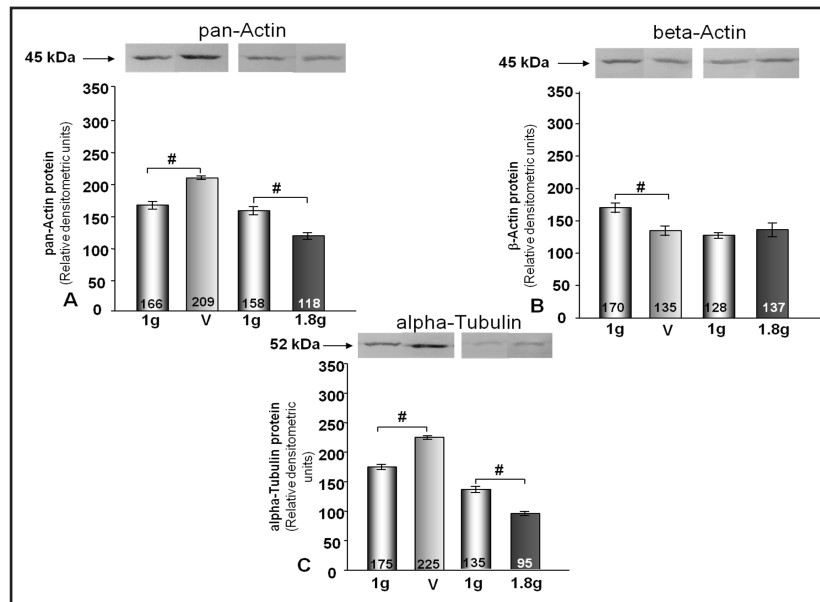 pan-Actin
45 kDa
350
300
250
200
150
100
50
0
pan-Actin protein
(Relative densitometric units)
#
#
166 209 158 118
A
1g V 1g 1.8g
beta-Actin
45 kDa
350
300
250
200
150
100
50
0
β-Actin protein
(Relative densitometric units)
#
170 135 128 137
B
1g V 1g 1.8g
alpha-Tubulin
52 kDa
350
300
250
200
150
100
50
0
alpha-Tubulin protein
(Relative densitometric
units)
#
#
175 225 135 95
C
1g V 1g 1.8g